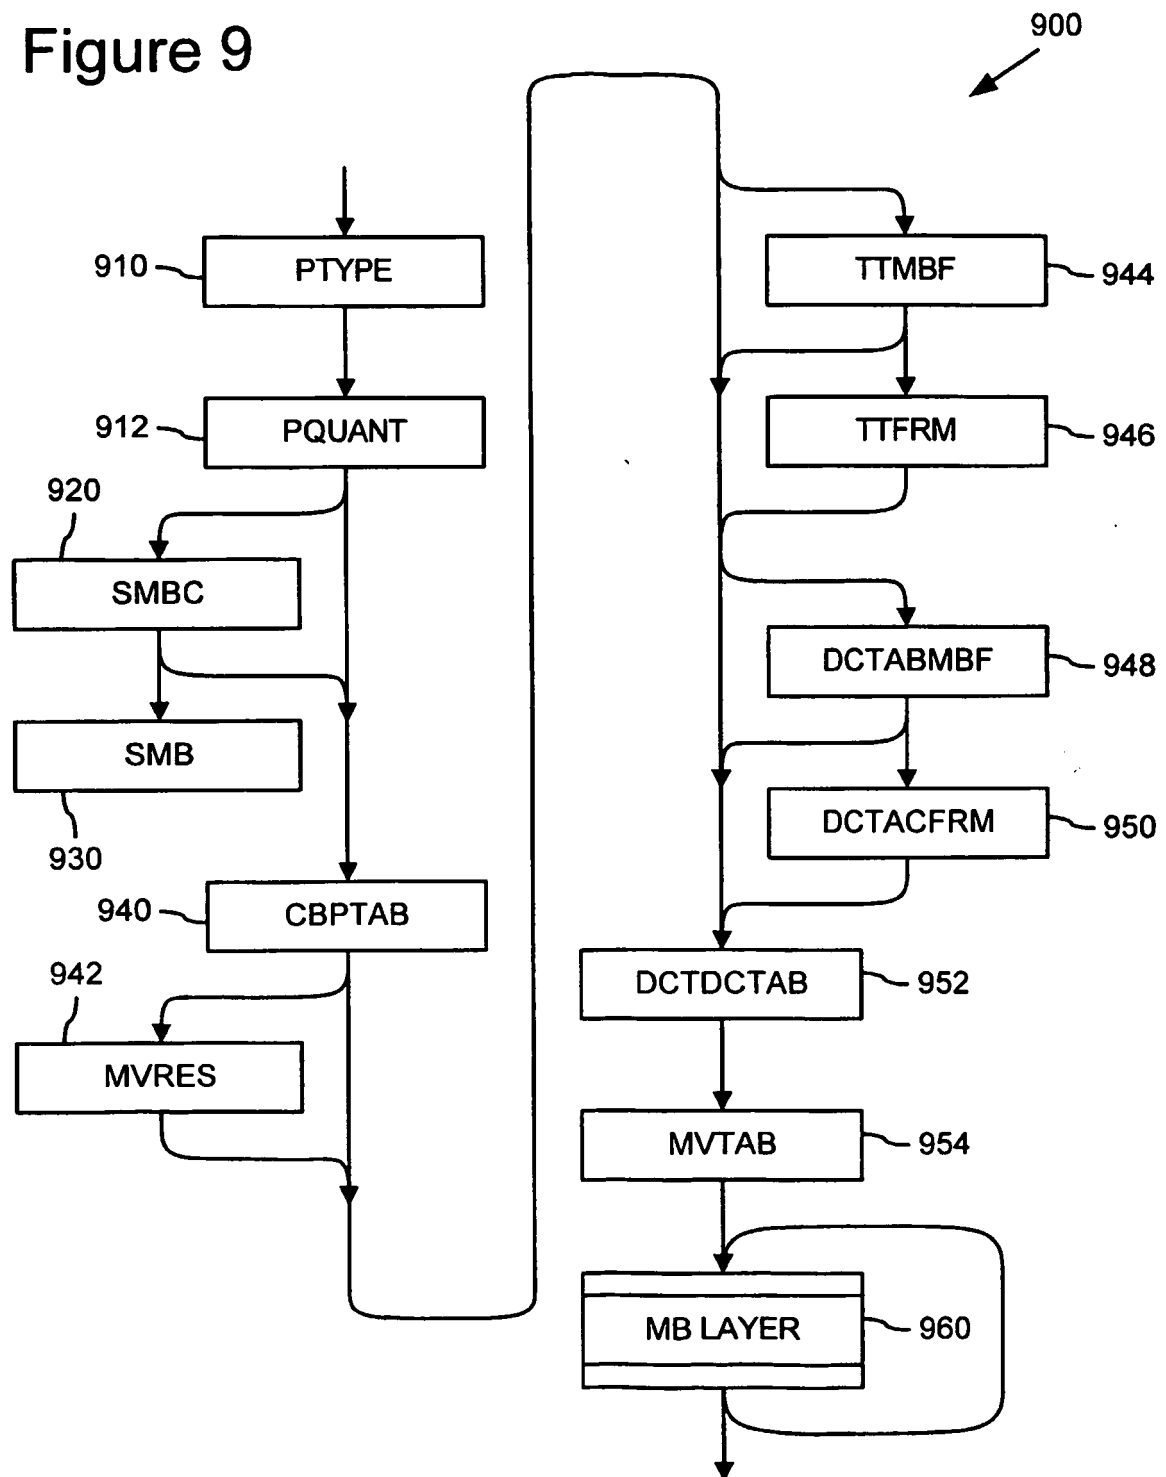 Figure 9
900
910
PTYPE
912
PQUANT
920
SMBC
SMB
930
940
CBPTAB
942
MVRES
TTMBF
944
TTFRM
946
DCTABMBF
948
DCTACFRM
950
DCTDCTAB
952
MVTAB
954
MB LAYER
960